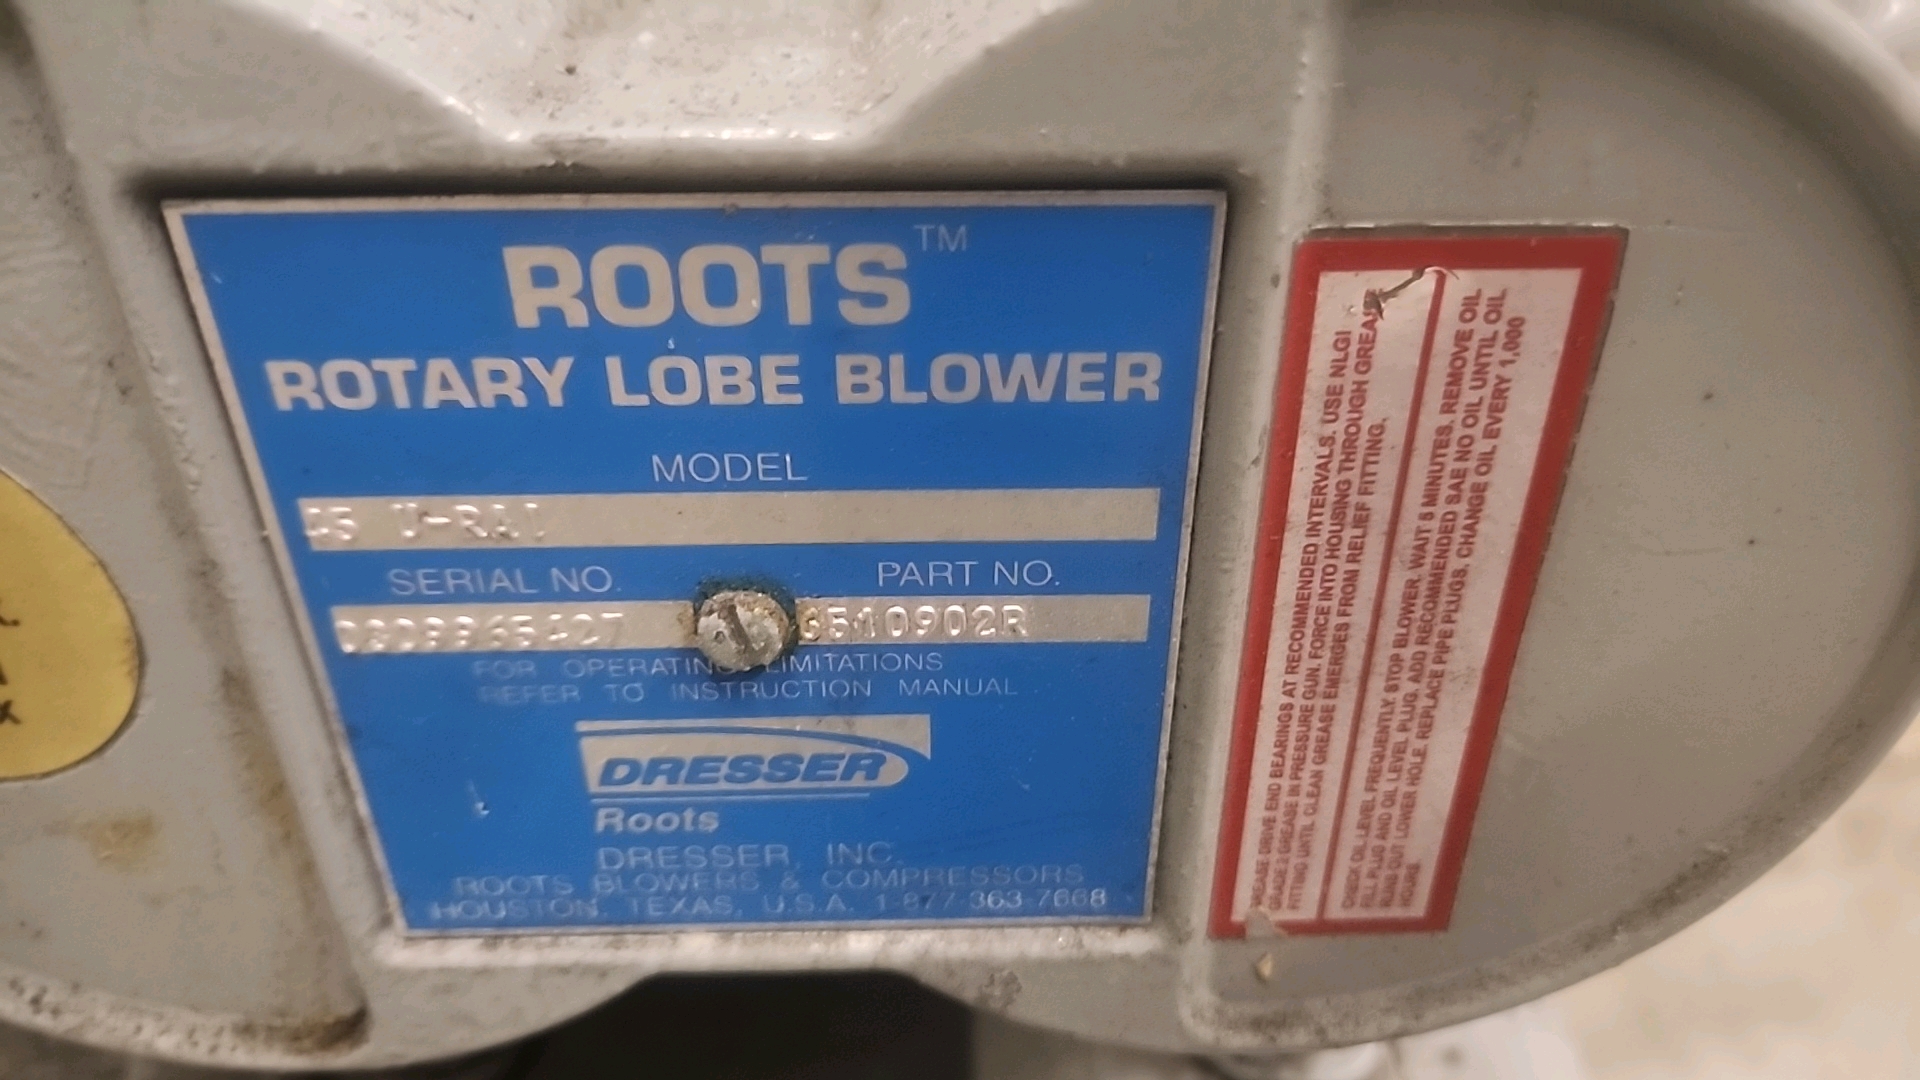 ROOTS™
ROTARY LOBE BLOWER
MODEL
45 U-RAI
SERIAL NO.
PART NO.
FOR OPERATING LIMITATIONS
REFER TO INSTRUCTION MANUAL
DRESSER
Roots
DRESSER, INC.
ROOTS BLOWERS & COMPRESSORS
HOUSTON, TEXAS, U.S.A. 1-877-363-7668
GREASE DRIVE END BEARINGS AT RECOMMENDED INTERVALS. USE NLGI
GRADE 2 GREASE IN PRESSURE GUN. FORCE INTO HOUSING THROUGH GREASE
FITTING UNTIL CLEAN GREASE EMERGES FROM RELIEF FITTING.
CHECK OIL LEVEL FREQUENTLY. STOP BLOWER. WAIT 5 MINUTES. REMOVE OIL
FILL PLUG AND OIL LEVEL PLUG. ADD RECOMMENDED SAE NO OIL UNTIL OIL
RUNS OUT LOWER HOLE. REPLACE PIPE PLUGS. CHANGE OIL EVERY 1,000
HOURS